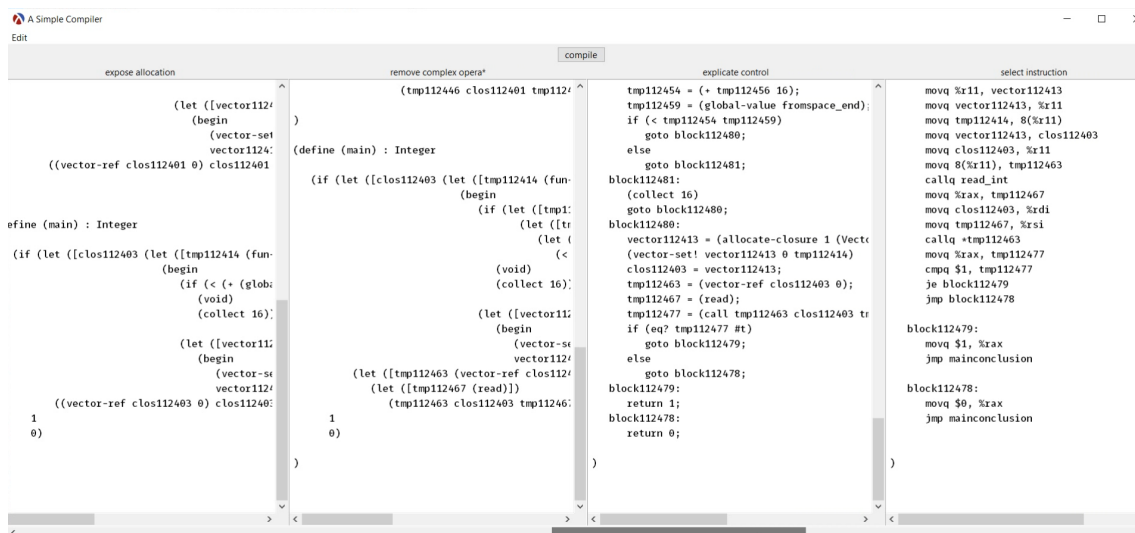 A Simple Compiler
Edit
compile
expose allocation
(let ([vector1124
(begin
(vector-set
vector1124:
((vector-ref clos112401 0) clos112401
efine (main) : Integer
(if (let ([clos112403 (let ([tmp112414 (fun-
(begin
(if (< (+ (globa
(void)
(collect 16))
(let ([vector112
(begin
(vector-se
vector1124
((vector-ref clos112403 0) clos112403
1
0)
remove complex opera*
(tmp112446 clos112401 tmp1124
)
(define (main) : Integer
(if (let ([clos112403 (let ([tmp112414 (fun-
(begin
(if (let ([tmp11
(let ([tm
(let (
(<
(void)
(collect 16))
(let ([vector112
(begin
(vector-se
vector1124
(let ([tmp112463 (vector-ref clos1124
(let ([tmp112467 (read)])
(tmp112463 clos112403 tmp112467
1
0)
)
explicate control
tmp112454 = (+ tmp112456 16);
tmp112459 = (global-value fromspace_end);
if (< tmp112454 tmp112459)
goto block112480;
else
goto block112481;
block112481:
(collect 16)
goto block112480;
block112480:
vector112413 = (allocate-closure 1 (Vecto
(vector-set! vector112413 0 tmp112414)
clos112403 = vector112413;
tmp112463 = (vector-ref clos112403 0);
tmp112467 = (read);
tmp112477 = (call tmp112463 clos112403 tm
if (eq? tmp112477 #t)
goto block112479;
else
goto block112478;
block112479:
return 1;
block112478:
return 0;
)
select instruction
movq %r11, vector112413
movq vector112413, %r11
movq tmp112414, 8(%r11)
movq vector112413, clos112403
movq clos112403, %r11
movq 8(%r11), tmp112463
callq read_int
movq %rax, tmp112467
movq clos112403, %rdi
movq tmp112467, %rsi
callq *tmp112463
movq %rax, tmp112477
cmpq $1, tmp112477
je block112479
jmp block112478
block112479:
movq $1, %rax
jmp mainconclusion
block112478:
movq $0, %rax
jmp mainconclusion
)